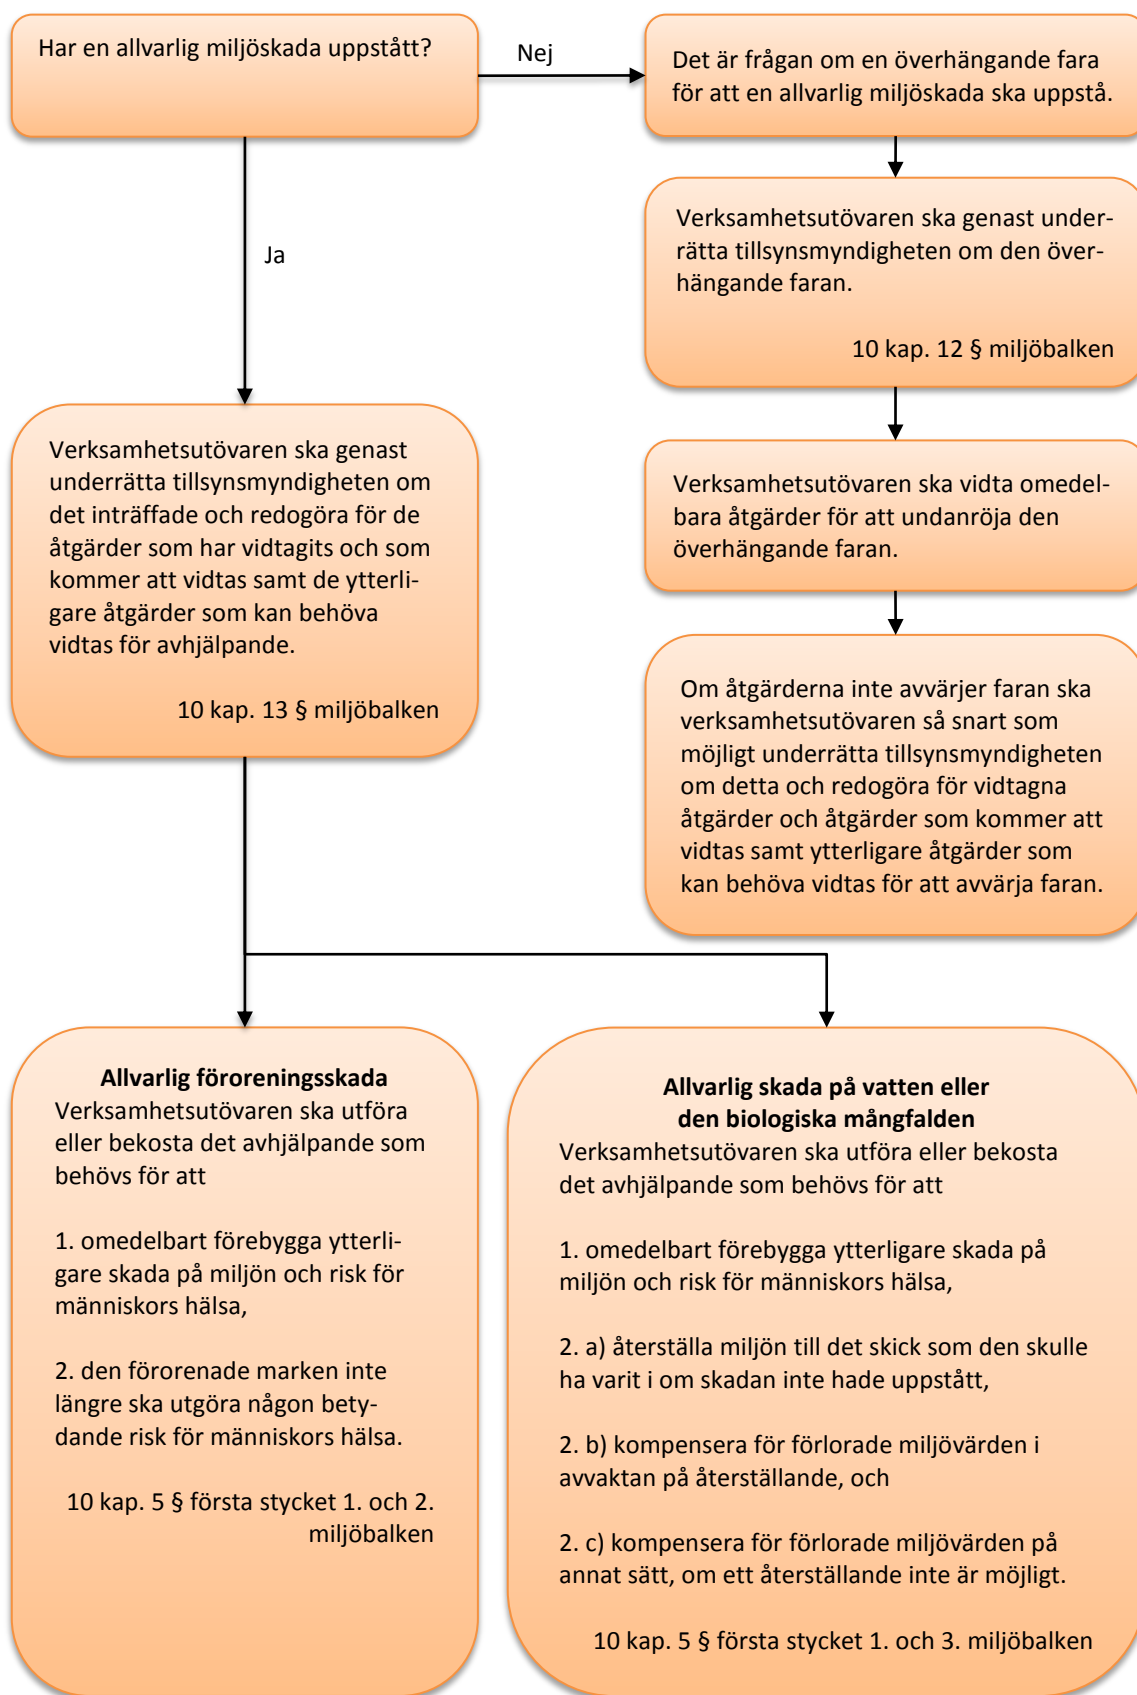 Har en allvarlig miljöskada uppstått?
Nej
Det är frågan om en överhängande fara
för att en allvarlig miljöskada ska uppstå.
Verksamhetsutövaren ska genast under-
rätta tillsynsmyndigheten om den över-
hängande faran.
10 kap. 12 § miljöbalken
Ja
Verksamhetsutövaren ska genast
underrätta tillsynsmyndigheten om
det inträffade och redogöra för de
åtgärder som har vidtagits och som
kommer att vidtas samt de ytterli-
gare åtgärder som kan behöva
vidtas för avhjälpande.
10 kap. 13 § miljöbalken
Verksamhetsutövaren ska vidta omedel-
bara åtgärder för att undanröja den
överhängande faran.
Om åtgärderna inte avvärjer faran ska
verksamhetsutövaren så snart som
möjligt underrätta tillsynsmyndigheten
om detta och redogöra för vidtagna
åtgärder och åtgärder som kommer att
vidtas samt ytterligare åtgärder som
kan behöva vidtas för att avvärja faran.
Allvarlig föroreningsskada
Verksamhetsutövaren ska utföra
eller bekosta det avhjälpande som
behövs för att
1. omedelbart förebygga ytterli-
gare skada på miljön och risk för
människors hälsa,
2. den förorenade marken inte
längre ska utgöra någon bety-
dande risk för människors hälsa.
10 kap. 5 § första stycket 1. och 2.
miljöbalken
Allvarlig skada på vatten eller
den biologiska mångfalden
Verksamhetsutövaren ska utföra eller bekosta
det avhjälpande som behövs för att
1. omedelbart förebygga ytterligare skada på
miljön och risk för människors hälsa,
2. a) återställa miljön till det skick som den skulle
ha varit i om skadan inte hade uppstått,
2. b) kompensera för förlorade miljövärden i
avvaktan på återställande, och
2. c) kompensera för förlorade miljövärden på
annat sätt, om ett återställande inte är möjligt.
10 kap. 5 § första stycket 1. och 3. miljöbalken